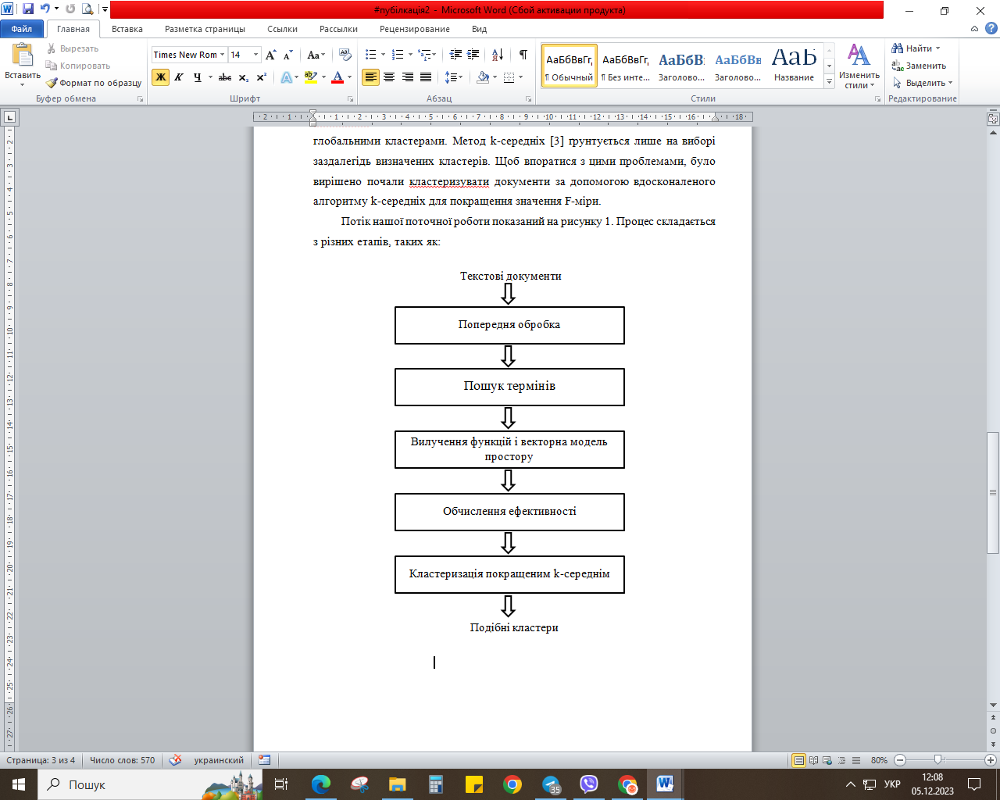 #публікація2 - Microsoft Word (Сбой активации продукта)
Файл Главная Вставка Разметка страницы Ссылки Рассылки Рецензирование Вид
Вставить
Вырезать
Копировать
Формат по образцу
Буфер обмена
Times New Rom 14
Шрифт
Абзац
АаБбВвГг, АаБбВвГг, АаБбВ АаБбВв АаБ
¶ Обычный ¶ Без инте... Заголово... Заголово... Название
Изменить стили
Стили
Найти
Заменить
Выделить
Редактирование
глобальними кластерами. Метод k-середніх [3] ґрунтується лише на виборі
заздалегідь визначених кластерів. Щоб впоратися з цими проблемами, було
вирішено почали кластеризувати документи за допомогою вдосконаленого
алгоритму k-середніх для покращення значення F-міри.
Потік нашої поточної роботи показаний на рисунку 1. Процес складається
з різних етапів, таких як:
Текстові документи
Попередня обробка
Пошук термінів
Вилучення функцій і векторна модель
простору
Обчислення ефективності
Кластеризація покращеним k-середнім
Подібні кластери
Страница: 3 из 4 Число слов: 570 украинский 80%
Пошук
35
УКР
12:08
05.12.2023